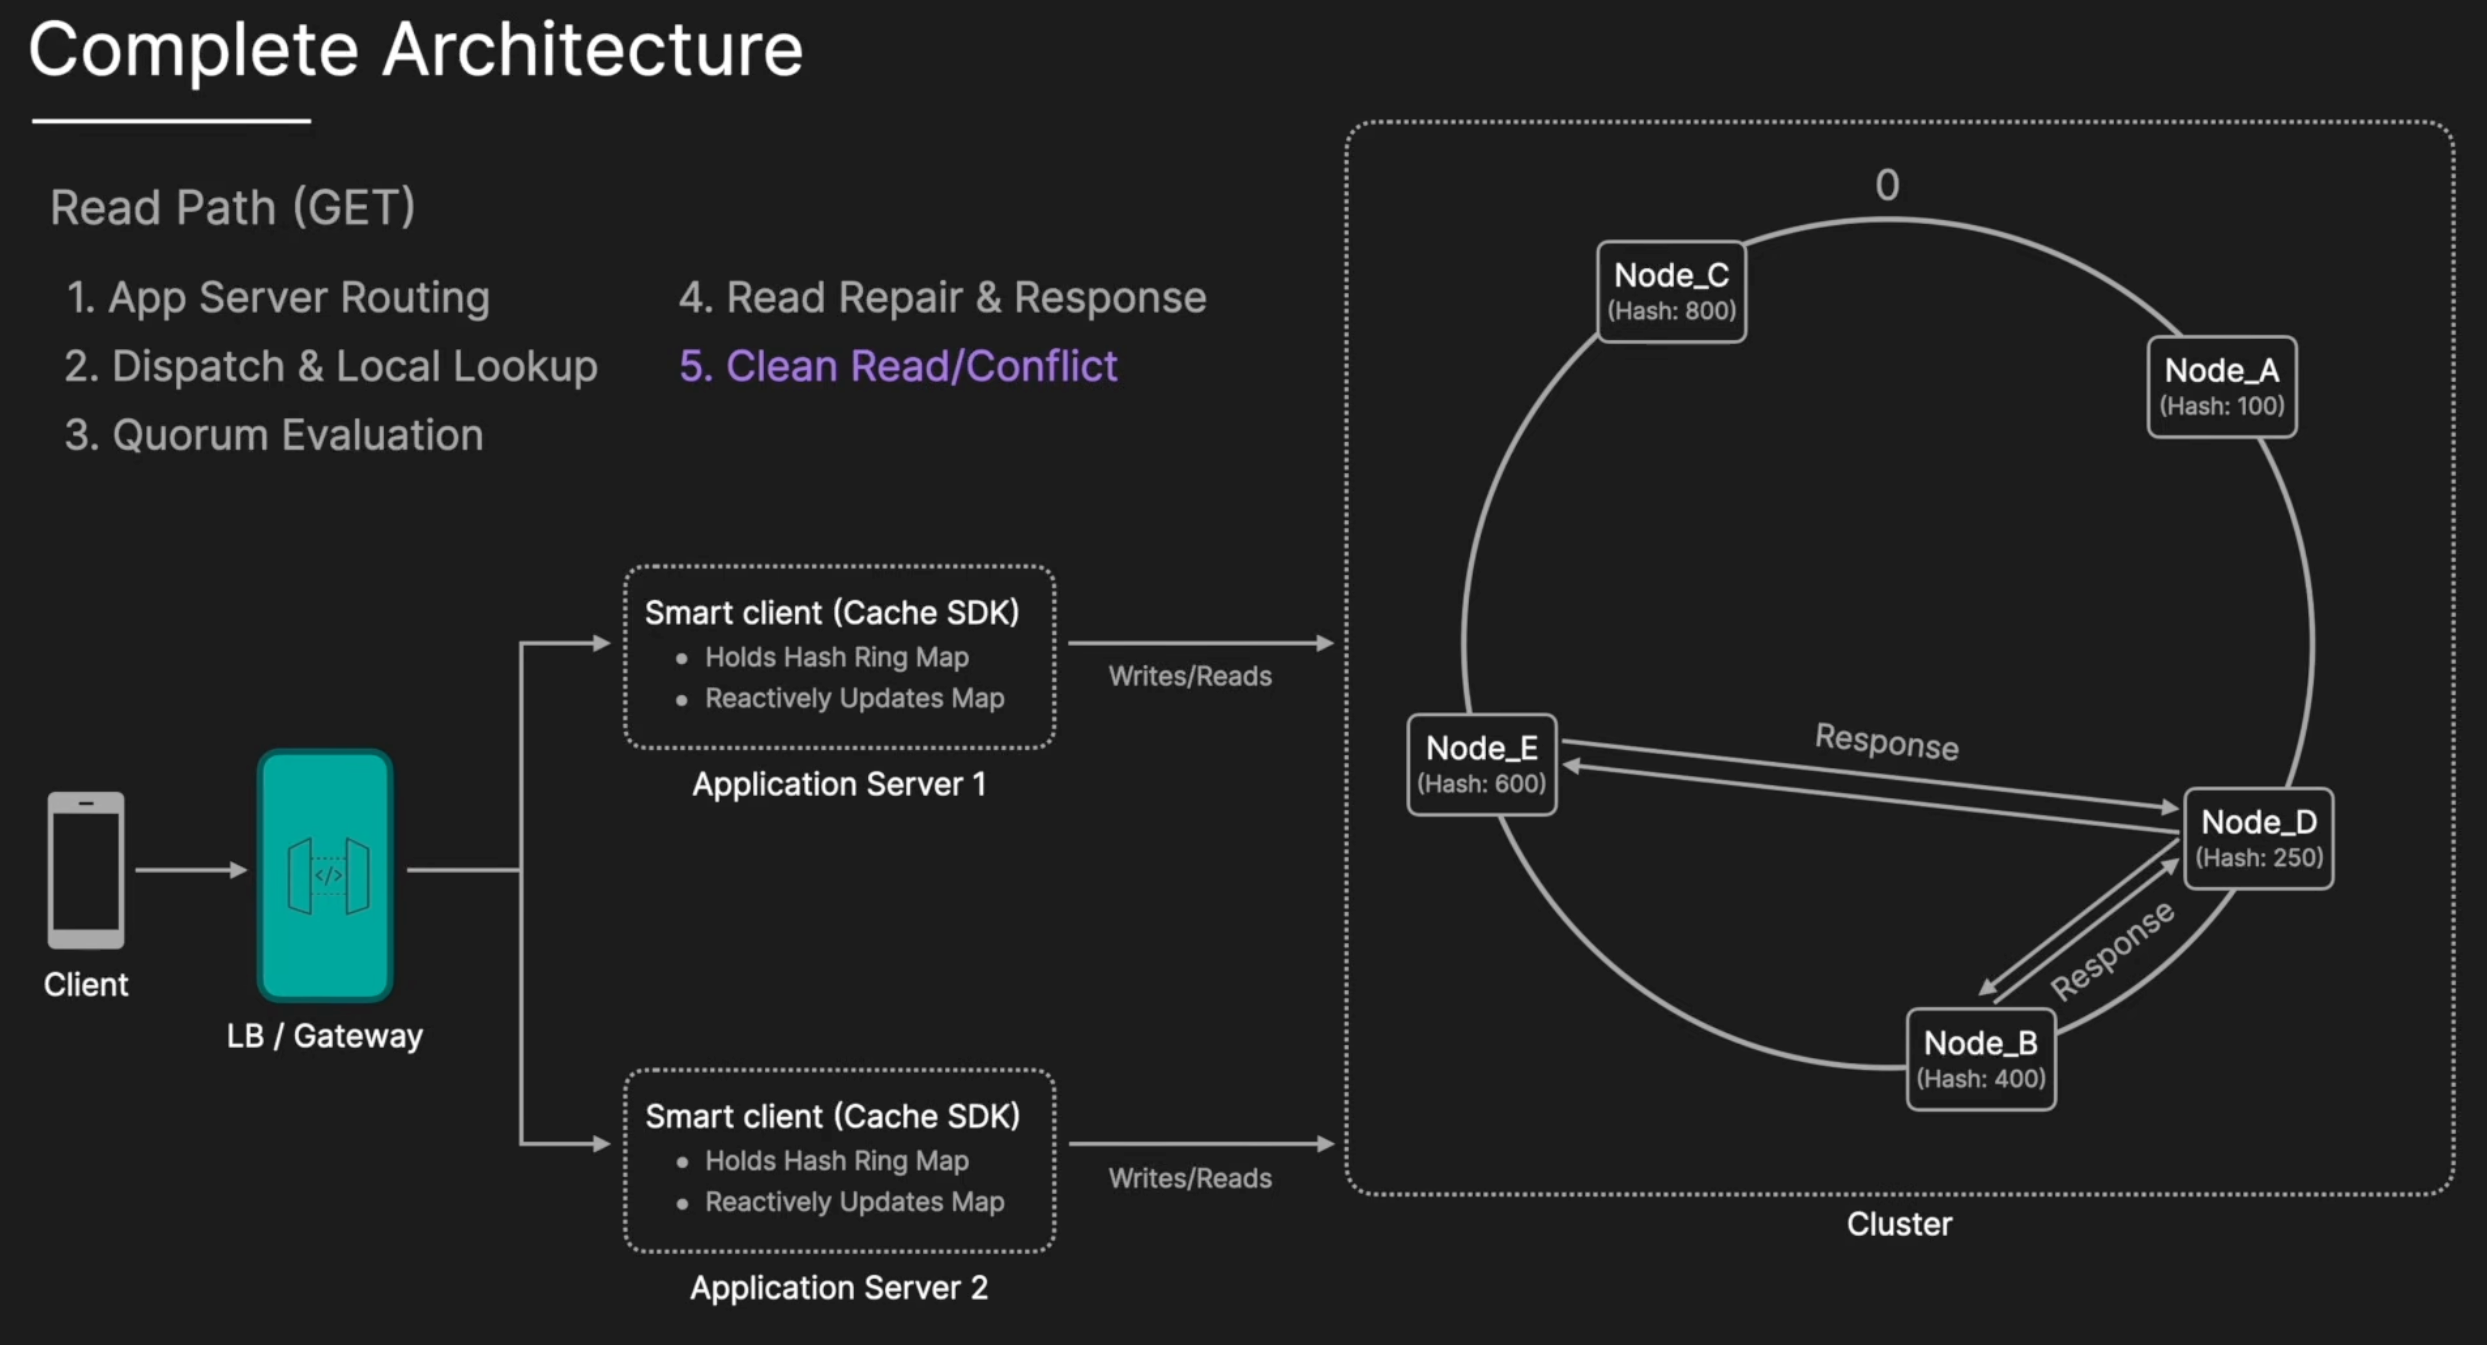 Complete Architecture
Read Path (GET)
1. App Server Routing
2. Dispatch & Local Lookup
3. Quorum Evaluation
4. Read Repair & Response
5. Clean Read/Conflict
Client
</>
LB / Gateway
Smart client (Cache SDK)
• Holds Hash Ring Map
• Reactively Updates Map
Application Server 1
Writes/Reads
Smart client (Cache SDK)
• Holds Hash Ring Map
• Reactively Updates Map
Application Server 2
Writes/Reads
0
Node_C
(Hash: 800)
Node_A
(Hash: 100)
Node_E
(Hash: 600)
Response
Node_D
(Hash: 250)
Response
Node_B
(Hash: 400)
Cluster